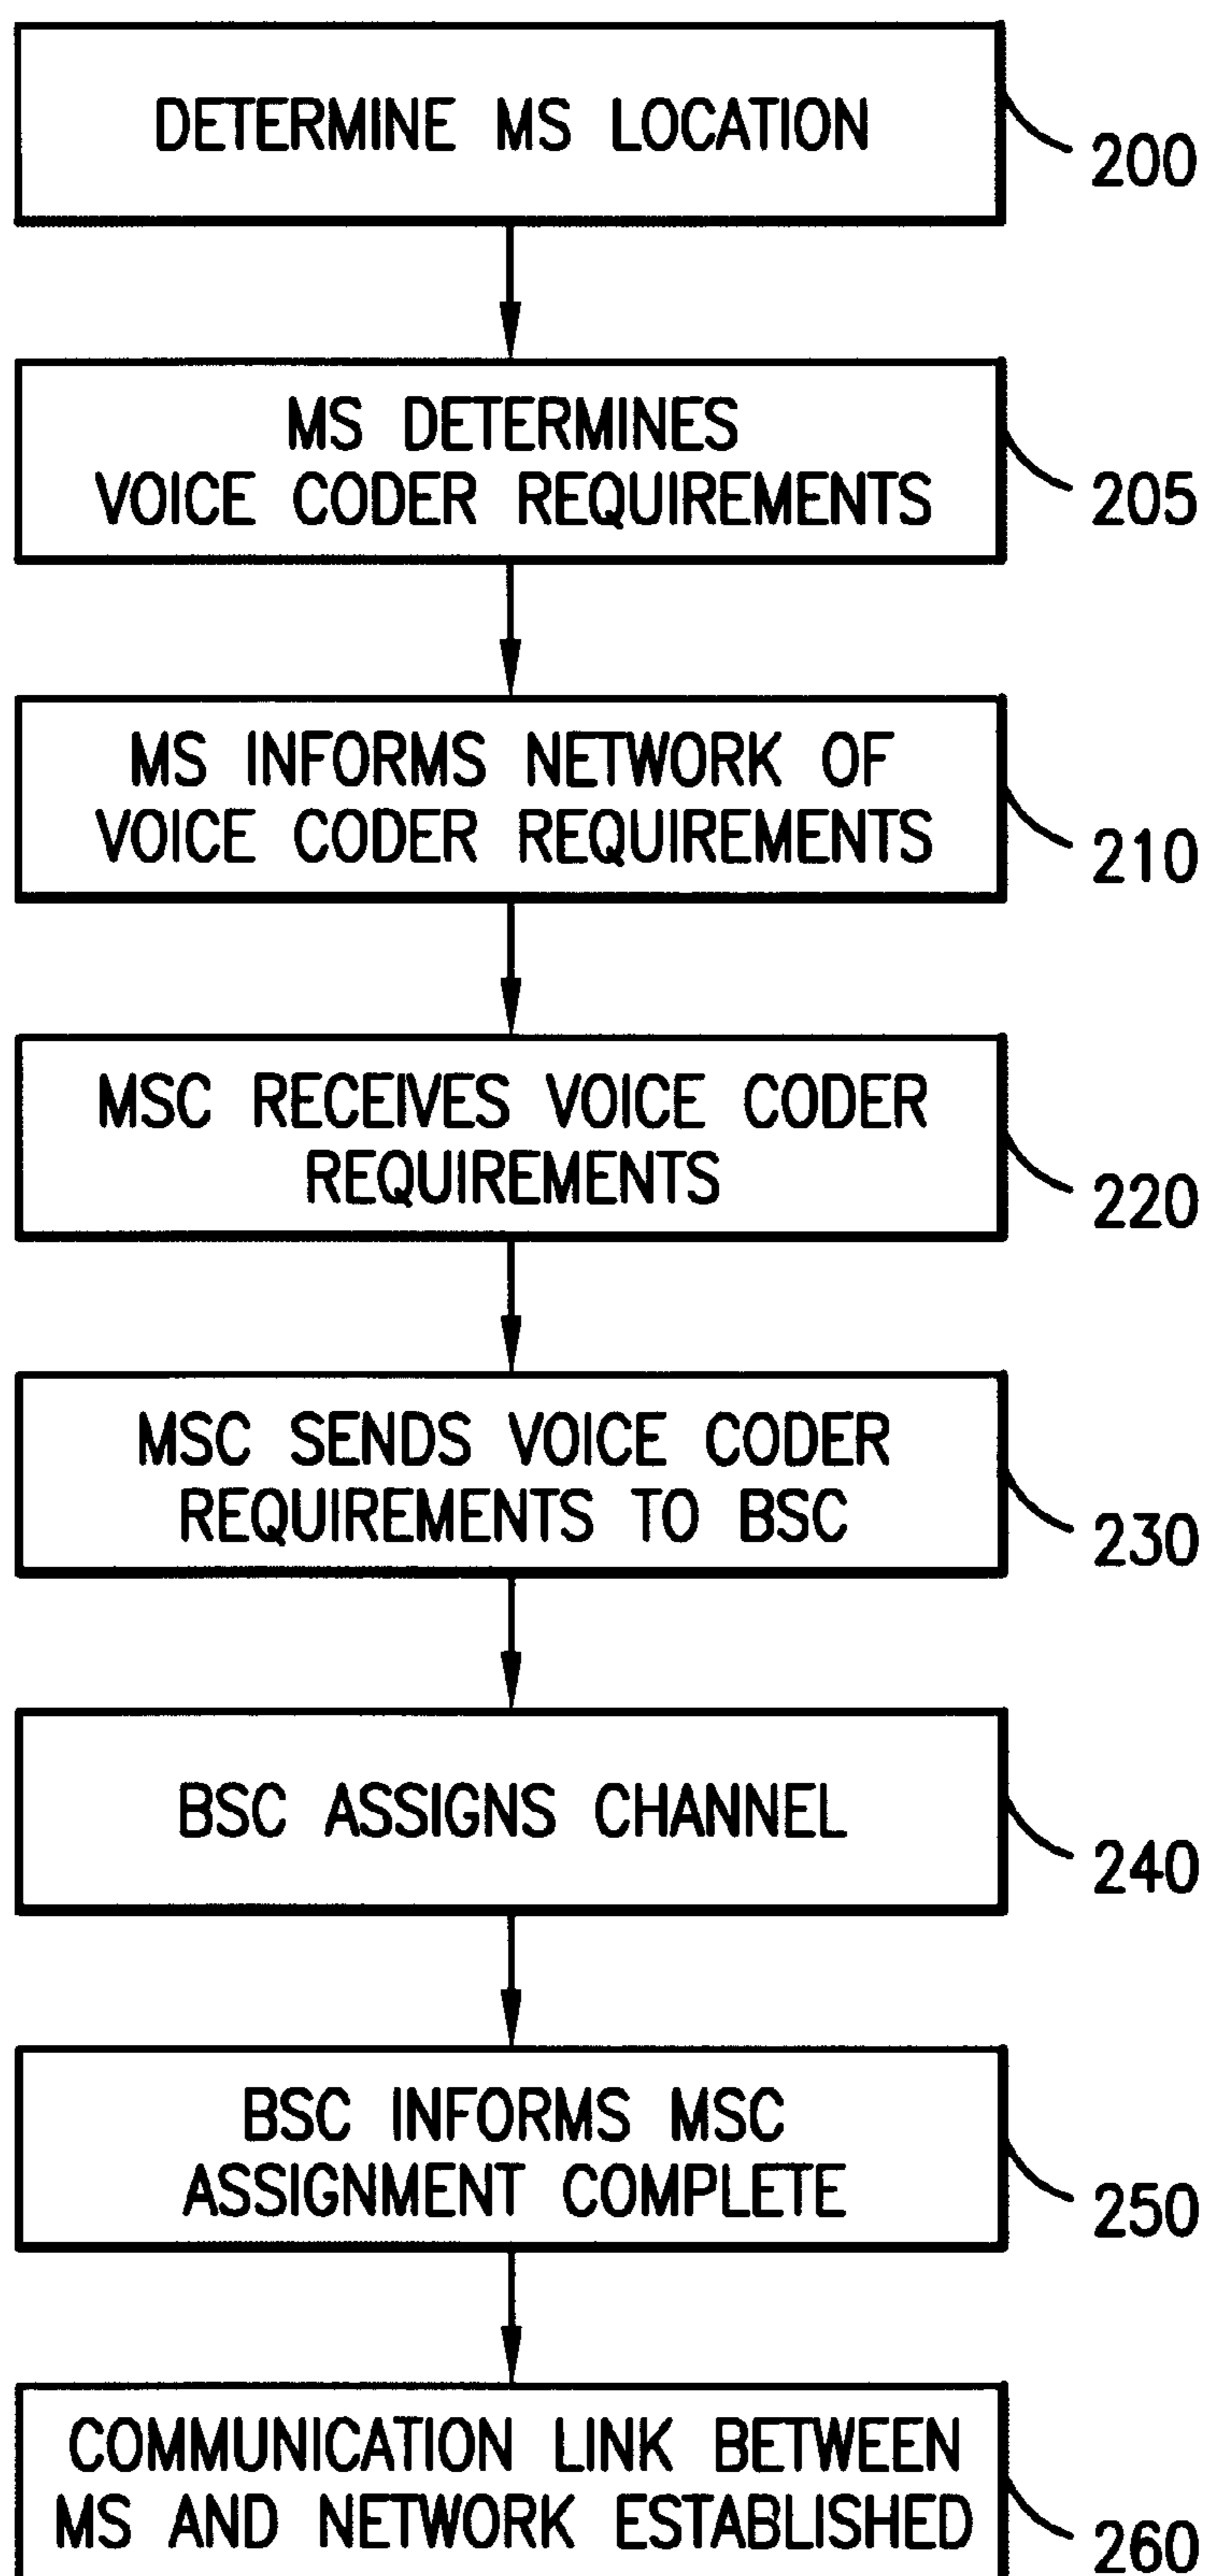 DETERMINE MS LOCATION
200
MS DETERMINES
VOICE CODER REQUIREMENTS
205
MS INFORMS NETWORK OF
VOICE CODER REQUIREMENTS
210
MSC RECEIVES VOICE CODER
REQUIREMENTS
220
MSC SENDS VOICE CODER
REQUIREMENTS TO BSC
230
BSC ASSIGNS CHANNEL
240
BSC INFORMS MSC
ASSIGNMENT COMPLETE
250
COMMUNICATION LINK BETWEEN
MS AND NETWORK ESTABLISHED
260